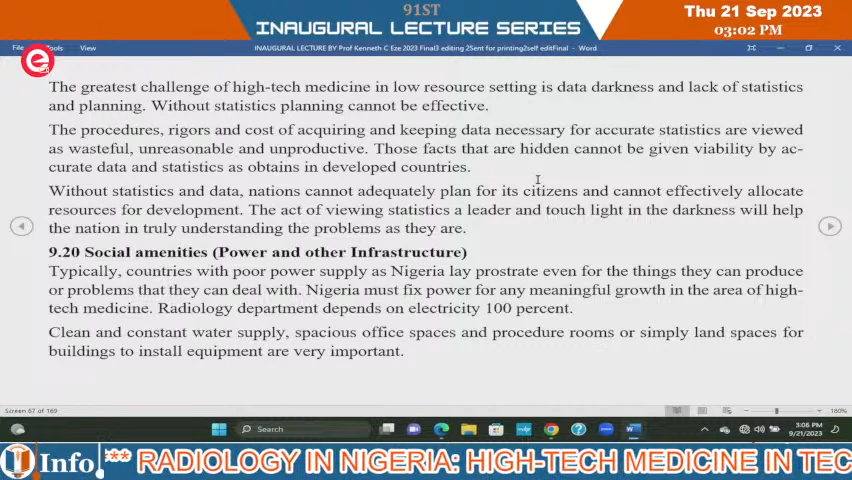 91ST
INAUGURAL LECTURE SERIES
Thu 21 Sep 2023
03:02 PM
File Tools View
INAUGURAL LECTURE BY Prof Kenneth C Eze 2023 Final3 editing 2Sent for printing2self editFinal - Word
The greatest challenge of high-tech medicine in low resource setting is data darkness and lack of statistics
and planning. Without statistics planning cannot be effective.
The procedures, rigors and cost of acquiring and keeping data necessary for accurate statistics are viewed
as wasteful, unreasonable and unproductive. Those facts that are hidden cannot be given viability by ac-
curate data and statistics as obtains in developed countries.
Without statistics and data, nations cannot adequately plan for its citizens and cannot effectively allocate
resources for development. The act of viewing statistics a leader and touch light in the darkness will help
the nation in truly understanding the problems as they are.
9.20 Social amenities (Power and other Infrastructure)
Typically, countries with poor power supply as Nigeria lay prostrate even for the things they can produce
or problems that they can deal with. Nigeria must fix power for any meaningful growth in the area of high-
tech medicine. Radiology department depends on electricity 100 percent.
Clean and constant water supply, spacious office spaces and procedure rooms or simply land spaces for
buildings to install equipment are very important.
Screen 67 of 169
180%
Search
3:06 PM
9/21/2023
Info
** RADIOLOGY IN NIGERIA: HIGH-TECH MEDICINE IN TEC